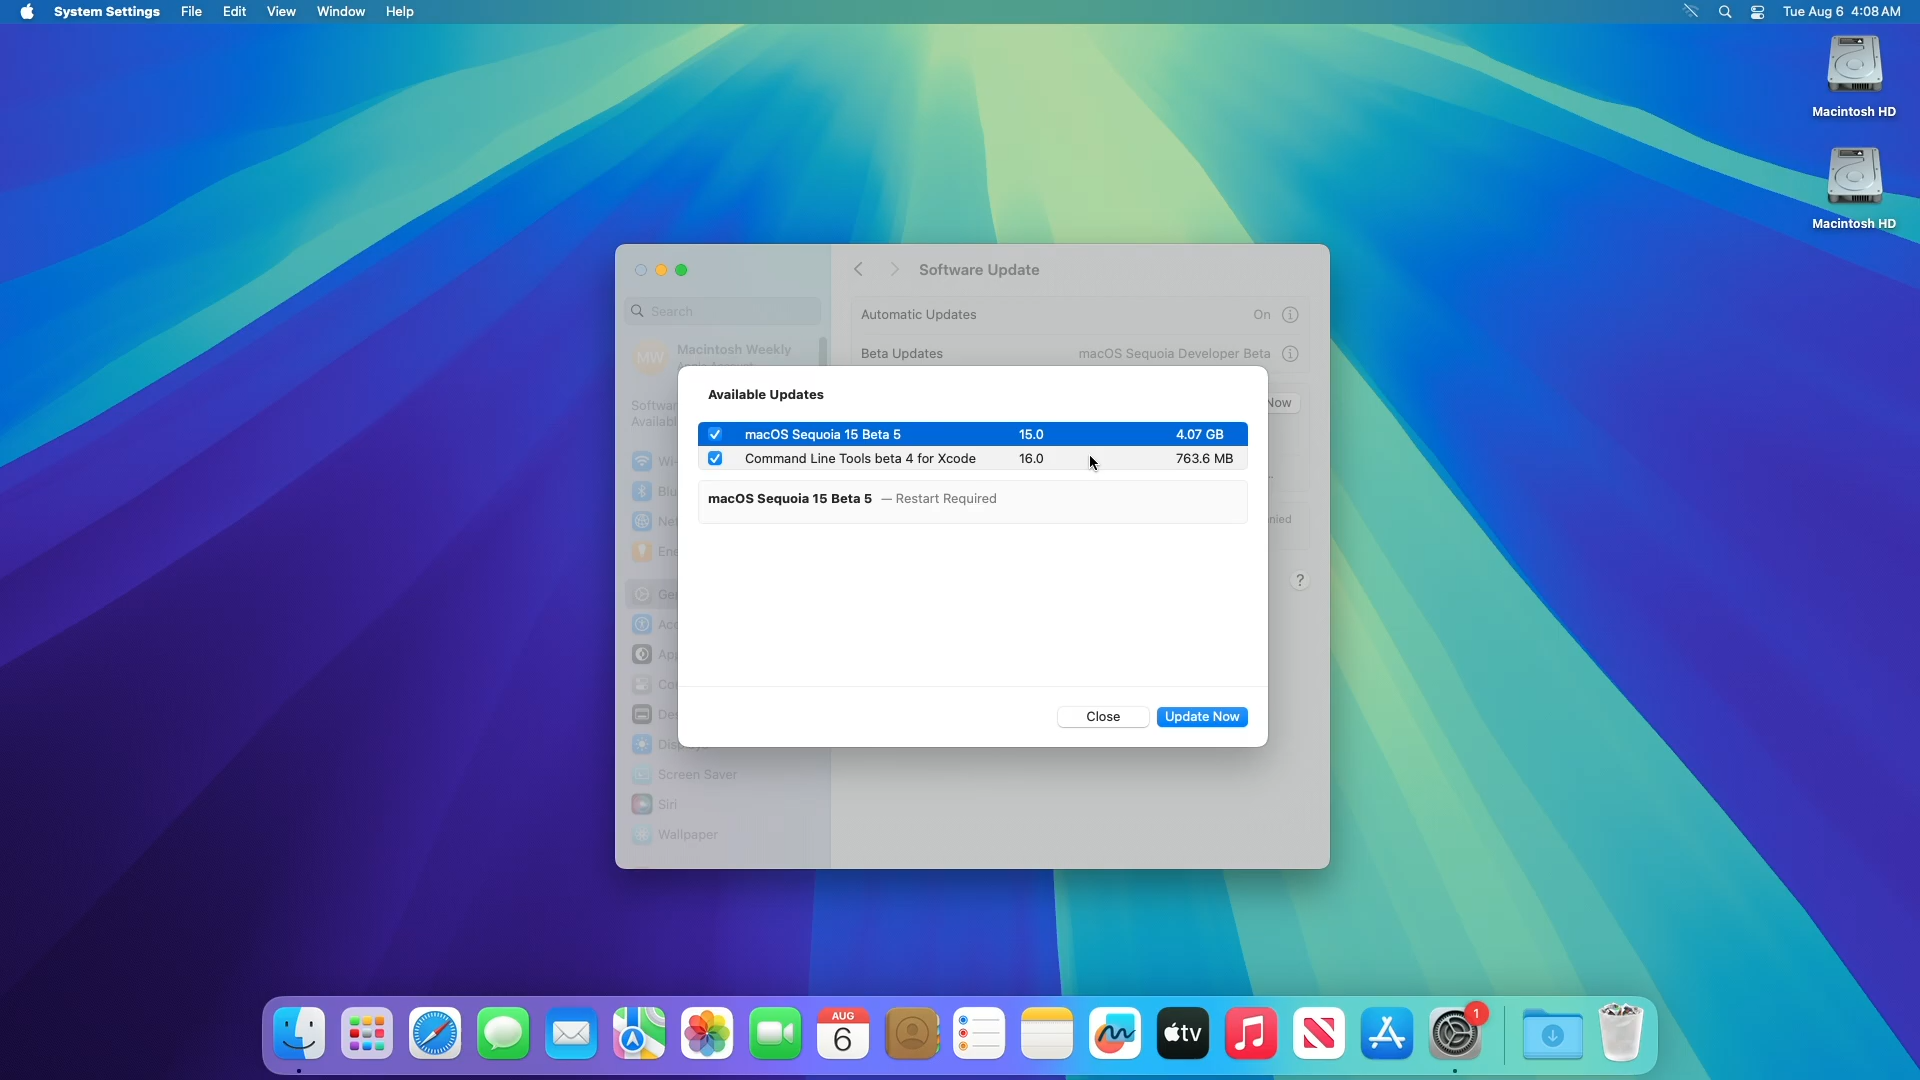 System Settings File Edit View Window Help Tue Aug 6 4:08 AM
Macintosh HD
Macintosh HD
Software Update
Search
Automatic Updates On
Macintosh Weekly
Beta Updates macOS Sequoia Developer Beta
MW
Now
Available Updates
macOS Sequoia 15 Beta 5 15.0 4.07 GB
Command Line Tools beta 4 for Xcode 16.0 763.6 MB
macOS Sequoia 15 Beta 5 — Restart Required
?
Close Update Now
Screen Saver
Siri
Wallpaper
AUG
6
tv
1